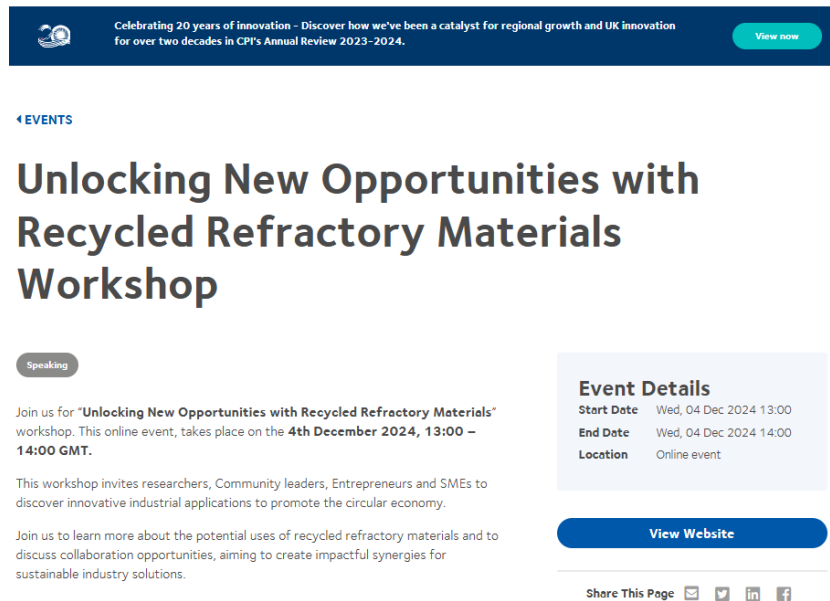 Celebrating 20 years of innovation – Discover how we've been a catalyst for regional growth and UK innovation
for over two decades in CPI's Annual Review 2023–2024.
View now
EVENTS
Unlocking New Opportunities with
Recycled Refractory Materials
Workshop
Speaking
Join us for “Unlocking New Opportunities with Recycled Refractory Materials”
workshop. This online event, takes place on the 4th December 2024, 13:00 –
14:00 GMT.
This workshop invites researchers, Community leaders, Entrepreneurs and SMEs to
discover innovative industrial applications to promote the circular economy.
Join us to learn more about the potential uses of recycled refractory materials and to
discuss collaboration opportunities, aiming to create impactful synergies for
sustainable industry solutions.
Event Details
Start Date Wed, 04 Dec 2024 13:00
End Date Wed, 04 Dec 2024 14:00
Location Online event
View Website
Share This Page